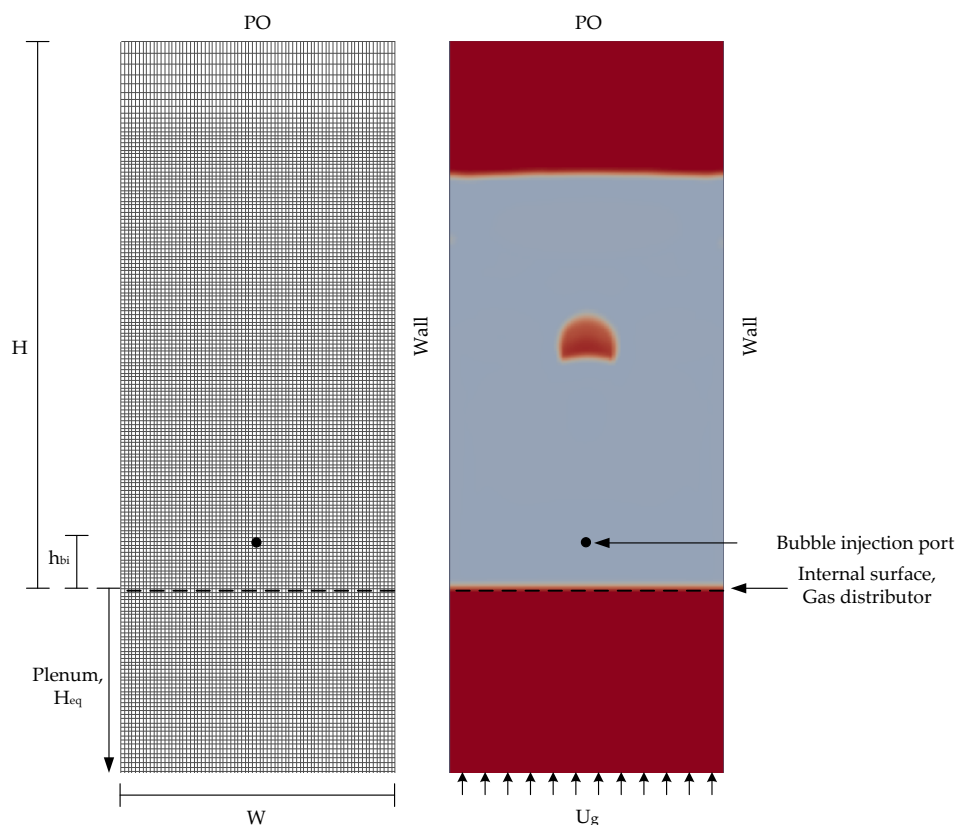 PO
PO
H
Wall
Wall
hbi
Bubble injection port
Internal surface,
Gas distributor
Plenum,
Heq
W
Ug